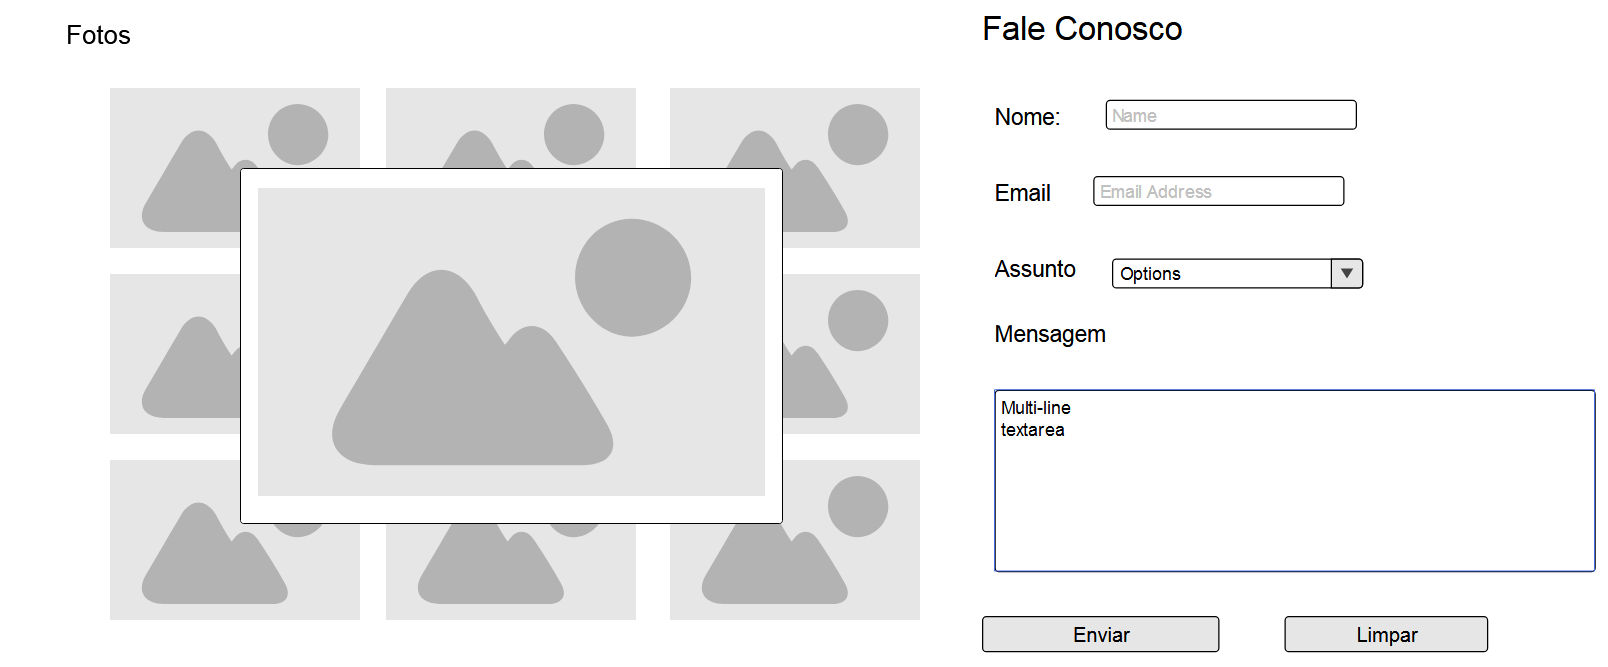 Fotos
Fale Conosco
Nome:
Name
Email
Email Address
Assunto
Options
Mensagem
Multi-line
textarea
Enviar
Limpar